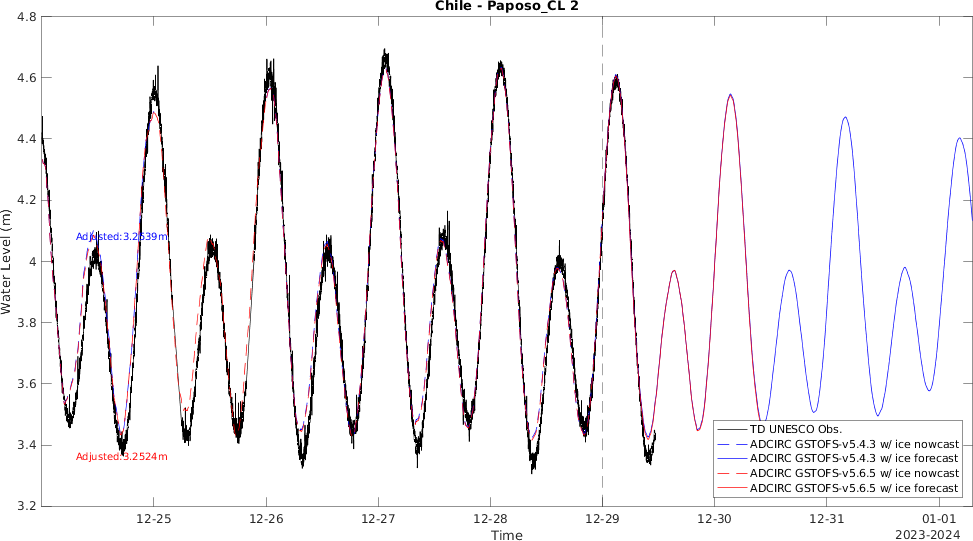 Chile - Paposo_CL 2
4.8
4.6
4.4
4.2
4
3.8
3.6
3.4
3.2
Water Level (m)
Adjusted:3.2539m
Adjusted:3.2524m
TD UNESCO Obs.
ADCIRC GSTOFS-v5.4.3 w/ ice nowcast
ADCIRC GSTOFS-v5.4.3 w/ ice forecast
ADCIRC GSTOFS-v5.6.5 w/ ice nowcast
ADCIRC GSTOFS-v5.6.5 w/ ice forecast
12-25 12-26 12-27 12-28 12-29 12-30 12-31 01-01
Time
2023-2024